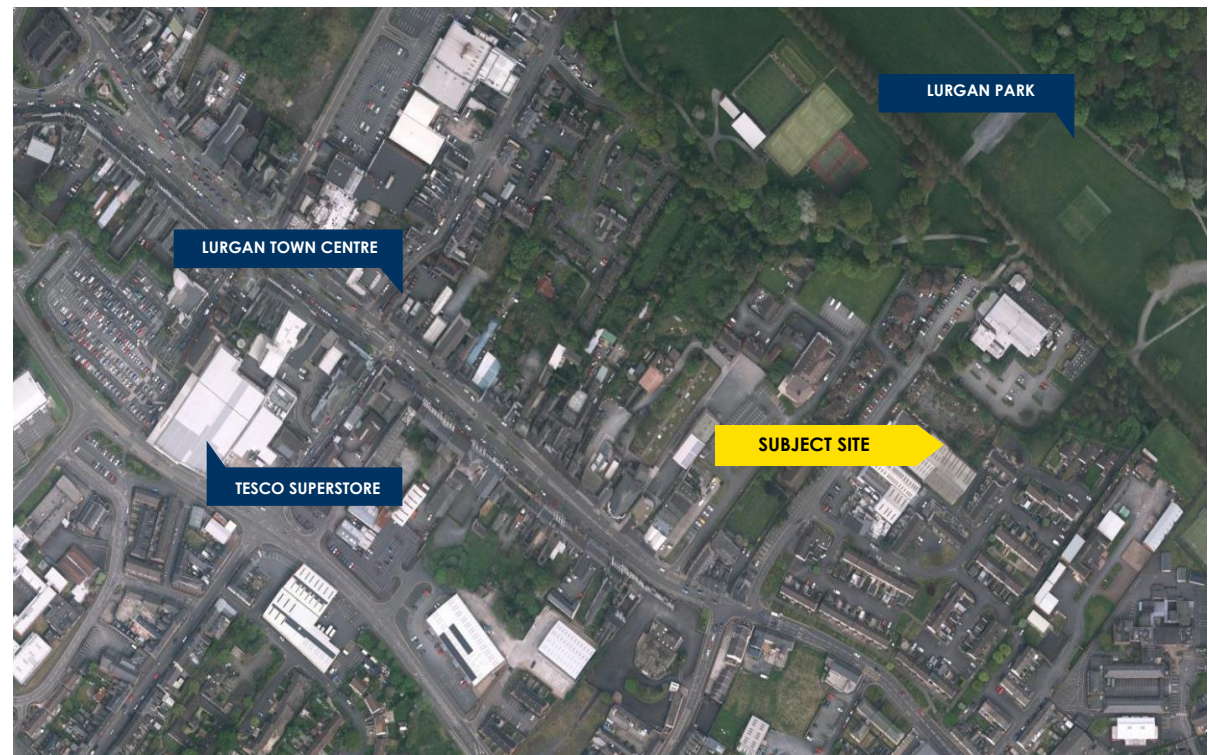 LURGAN PARK
LURGAN TOWN CENTRE
SUBJECT SITE
TESCO SUPERSTORE